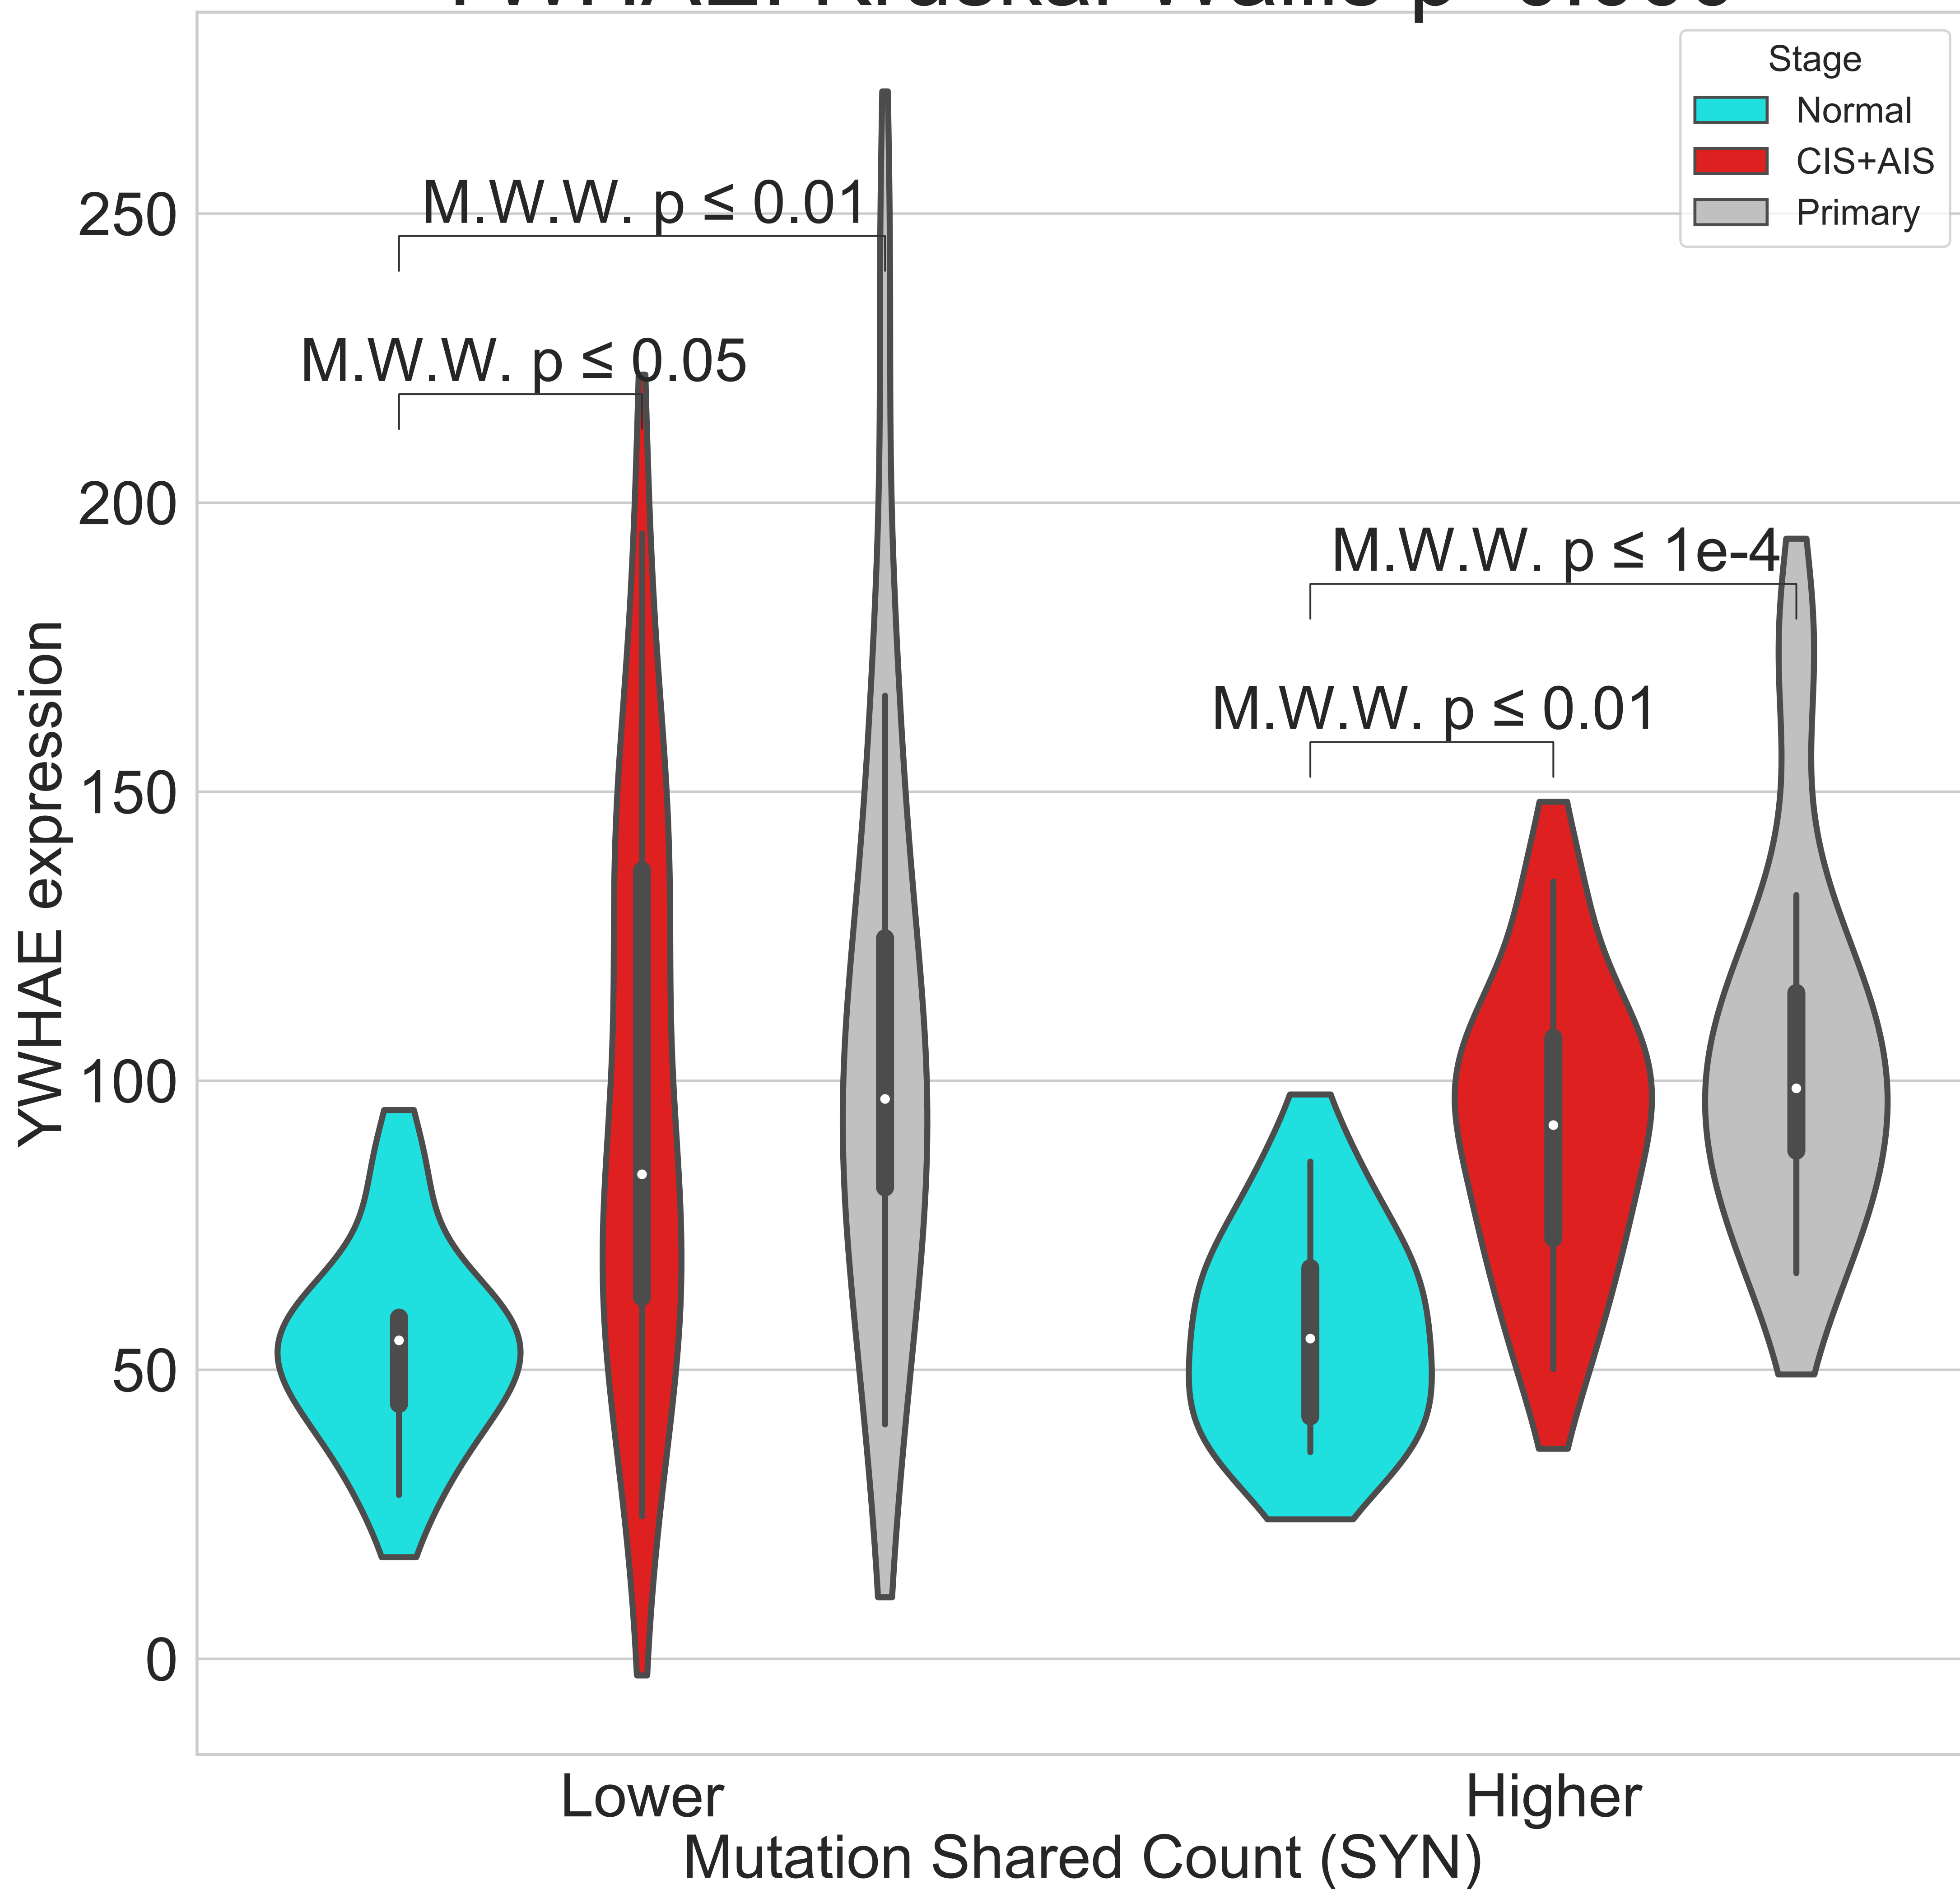 Stage
Normal
CIS+AIS
Primary
M.W.W. p ≤ 0.01
M.W.W. p ≤ 0.05
M.W.W. p ≤ 1e-4
M.W.W. p ≤ 0.01
YWHAE expression
250
200
150
100
50
0
Lower
Higher
Mutation Shared Count (SYN)